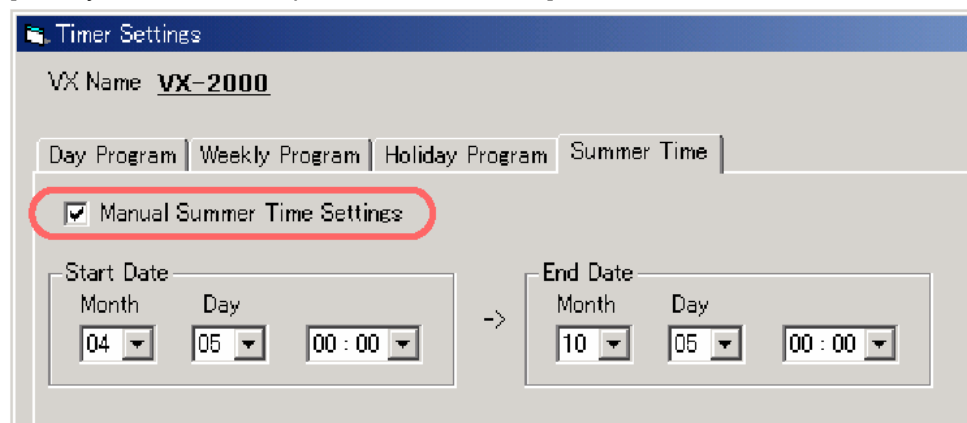 Timer Settings
VX Name VX-2000
Day Program Weekly Program Holiday Program Summer Time
Manual Summer Time Settings
Start Date End Date
Month Day -> Month Day
04 05 00 : 00 10 05 00 : 00